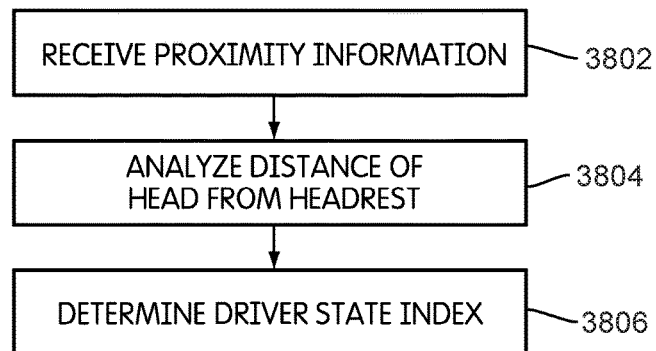 RECEIVE PROXIMITY INFORMATION
3802
ANALYZE DISTANCE OF
HEAD FROM HEADREST
3804
DETERMINE DRIVER STATE INDEX
3806